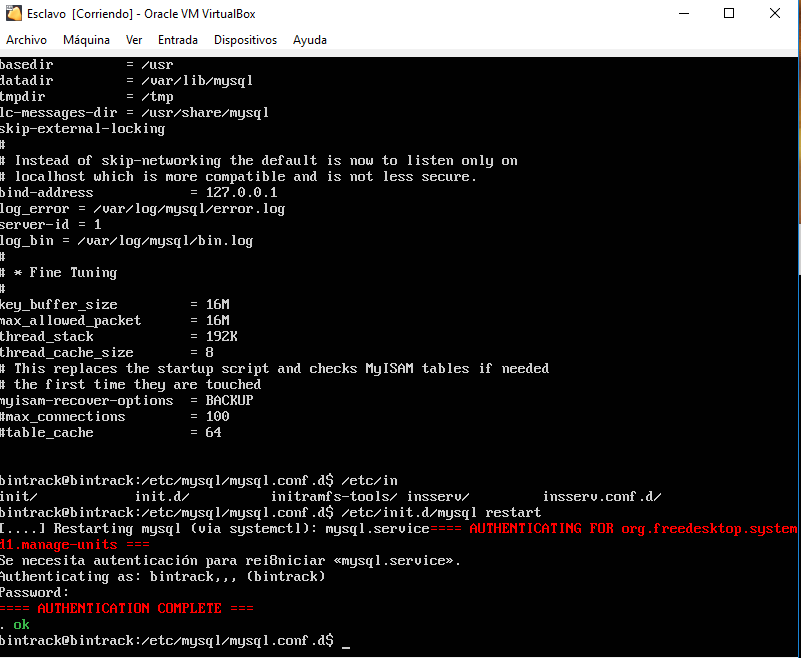 Esclavo [Corriendo] - Oracle VM VirtualBox
Archivo Máquina Ver Entrada Dispositivos Ayuda
basedir = /usr
datadir = /var/lib/mysql
tmpdir = /tmp
lc-messages-dir = /usr/share/mysql
skip-external-locking
#
# Instead of skip-networking the default is now to listen only on
# localhost which is more compatible and is not less secure.
bind-address = 127.0.0.1
log_error = /var/log/mysql/error.log
server-id = 1
log_bin = /var/log/mysql/bin.log
#
# * Fine Tuning
#
key_buffer_size = 16M
max_allowed_packet = 16M
thread_stack = 192K
thread_cache_size = 8
# This replaces the startup script and checks MyISAM tables if needed
# the first time they are touched
myisam-recover-options = BACKUP
#max_connections = 100
#table_cache = 64
bintrack@bintrack:/etc/mysql/mysql.conf.d$ /etc/in
init/ init.d/ initramfs-tools/ insserv/ insserv.conf.d/
bintrack@bintrack:/etc/mysql/mysql.conf.d$ /etc/init.d/mysql restart
[....] Restarting mysql (via systemctl): mysql.service==== AUTHENTICATING FOR org.freedesktop.system
d1.manage-units ===
Se necesita autenticación para rei8niciar «mysql.service».
Authenticating as: bintrack,,, (bintrack)
Password:
==== AUTHENTICATION COMPLETE ===
. ok
bintrack@bintrack:/etc/mysql/mysql.conf.d$ _